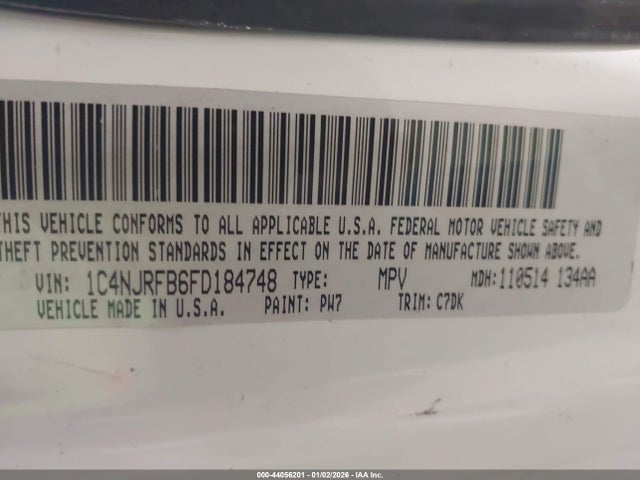 THIS VEHICLE CONFORMS TO ALL APPLICABLE U.S.A. FEDERAL MOTOR VEHICLE SAFETY AND
THEFT PREVENTION STANDARDS IN EFFECT ON THE DATE OF MANUFACTURE SHOWN ABOVE.
VIN: 1C4NJRFB6FD184748 TYPE: MPV MDH: 110514 134AA
VEHICLE MADE IN U.S.A. PAINT: PW7 TRIM: C7DK
000-44056201 - 01/02/2026 - IAA Inc.